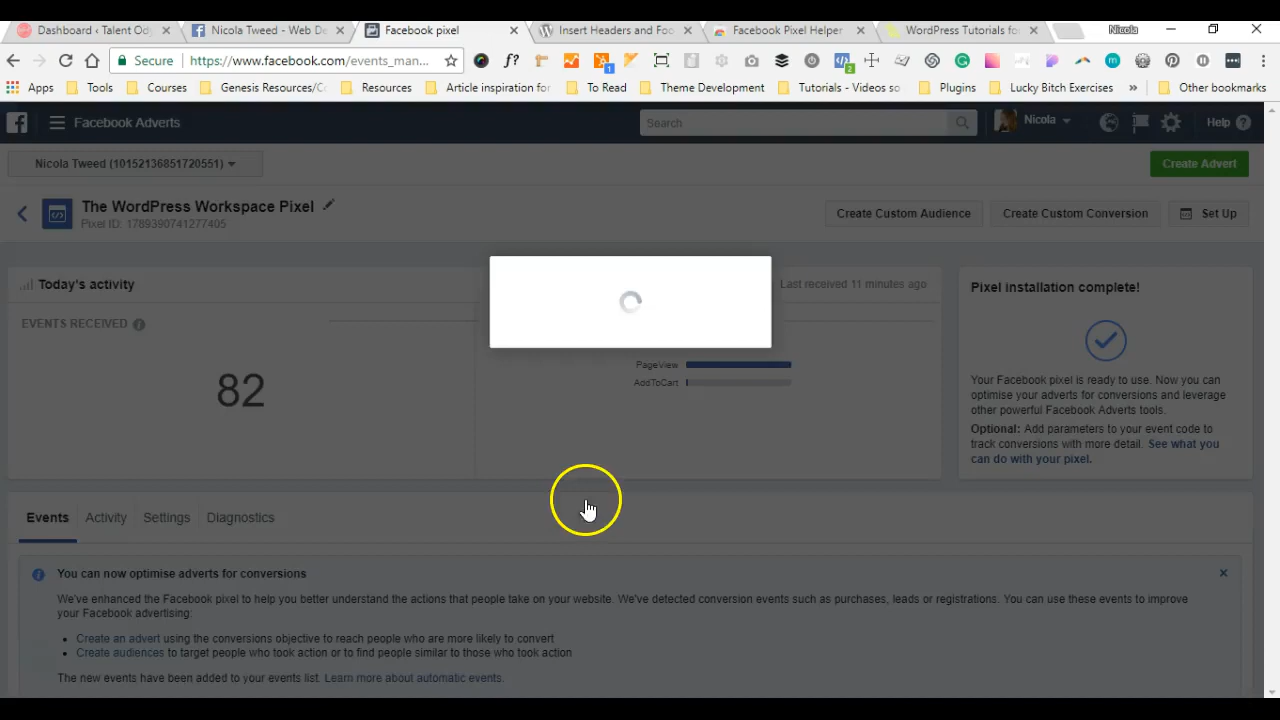 Dashboard ‹ Talent Od
Nicola Tweed - Web De
Facebook pixel
Insert Headers and Foo
Facebook Pixel Helper
WordPress Tutorials fo
Nicola
Secure
https://www.facebook.com/events_man...
f?
1
2
Apps
Tools
Courses
Genesis Resources/C
Resources
Article inspiration for
To Read
Theme Development
Tutorials - Videos so
Plugins
Lucky Bitch Exercises
»
Other bookmarks
Facebook Adverts
Search
Nicola
Help
Nicola Tweed (10152136851720551)
Create Advert
The WordPress Workspace Pixel
Pixel ID: 1789390741277405
Create Custom Audience
Create Custom Conversion
Set Up
Today's activity
Last received 11 minutes ago
Pixel installation complete!
EVENTS RECEIVED
82
PageView
AddToCart
Your Facebook pixel is ready to use. Now you can
optimise your adverts for conversions and leverage
other powerful Facebook Adverts tools.
Optional: Add parameters to your event code to
track conversions with more detail. See what you
can do with your pixel.
Events
Activity
Settings
Diagnostics
You can now optimise adverts for conversions
We've enhanced the Facebook pixel to help you better understand the actions that people take on your website. We've detected conversion events such as purchases, leads or registrations. You can use these events to improve
your Facebook advertising:
• Create an advert using the conversions objective to reach people who are more likely to convert
• Create audiences to target people who took action or to find people similar to those who took action
The new events have been added to your events list. Learn more about automatic events.